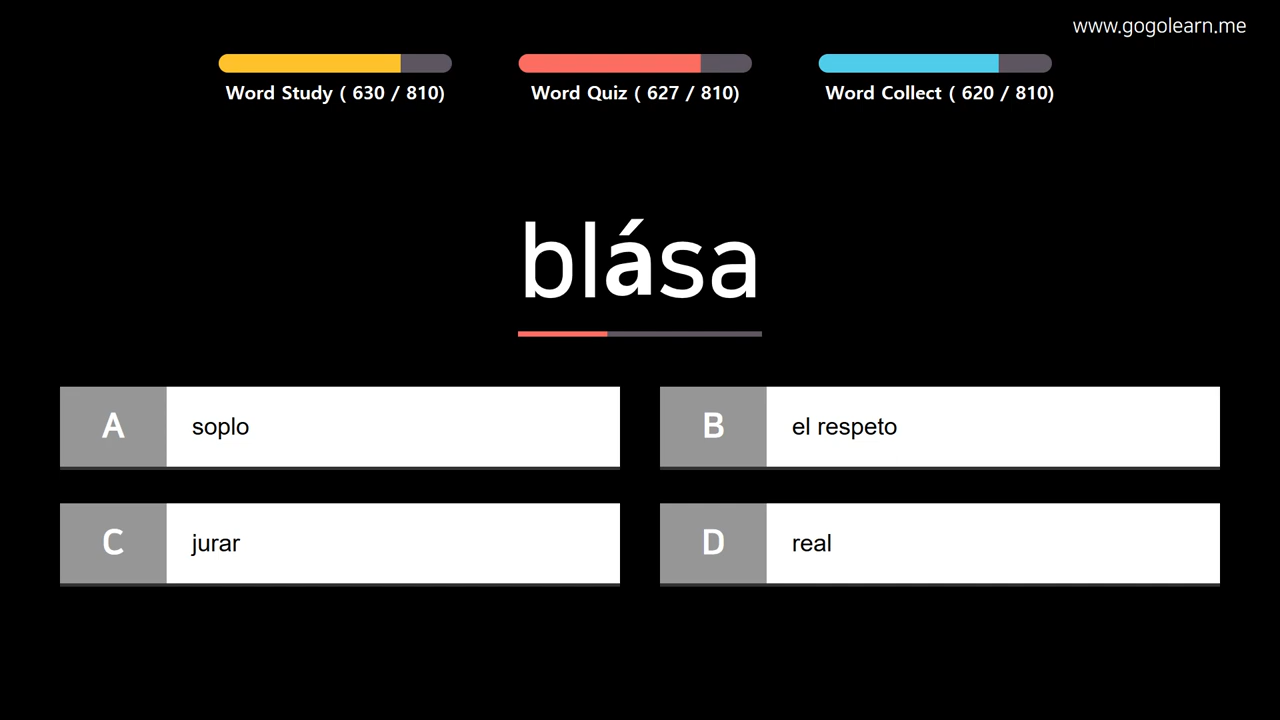 www.gogolearn.me
Word Study ( 630 / 810)
Word Quiz ( 627 / 810)
Word Collect ( 620 / 810)
blása
A soplo
B el respeto
C jurar
D real